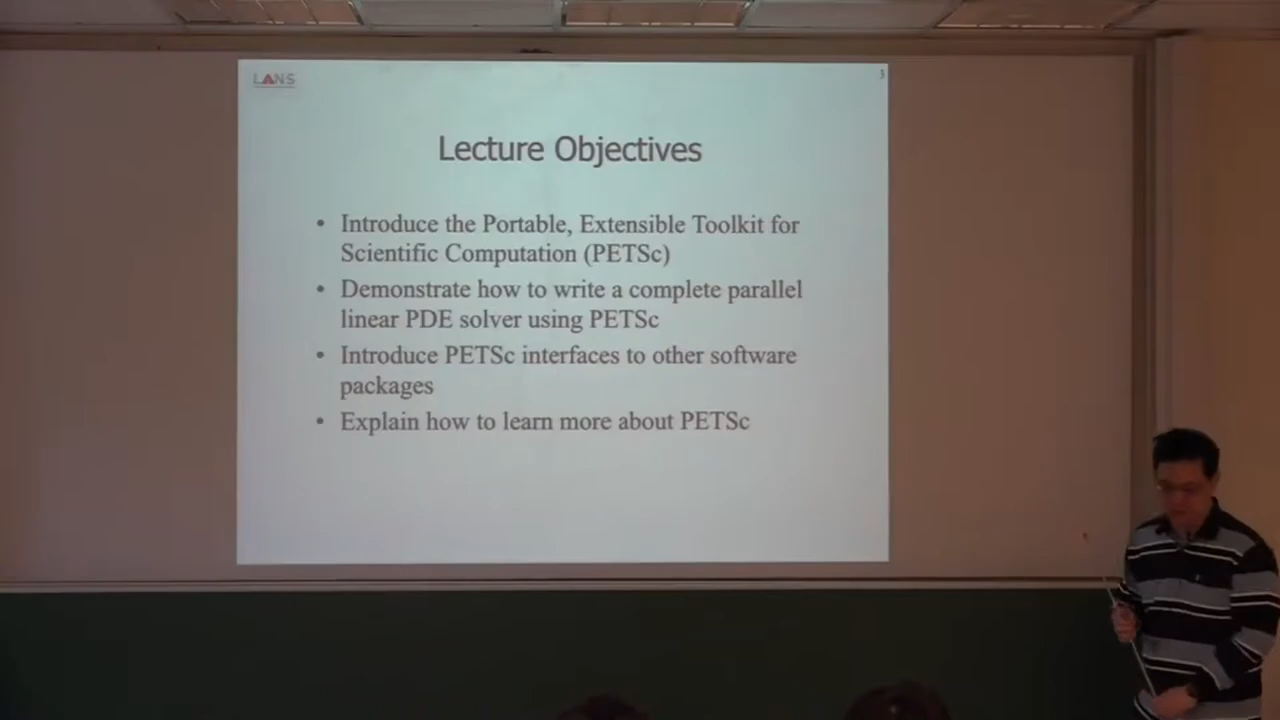 LANS
3
Lecture Objectives
• Introduce the Portable, Extensible Toolkit for
Scientific Computation (PETSc)
• Demonstrate how to write a complete parallel
linear PDE solver using PETSc
• Introduce PETSc interfaces to other software
packages
• Explain how to learn more about PETSc